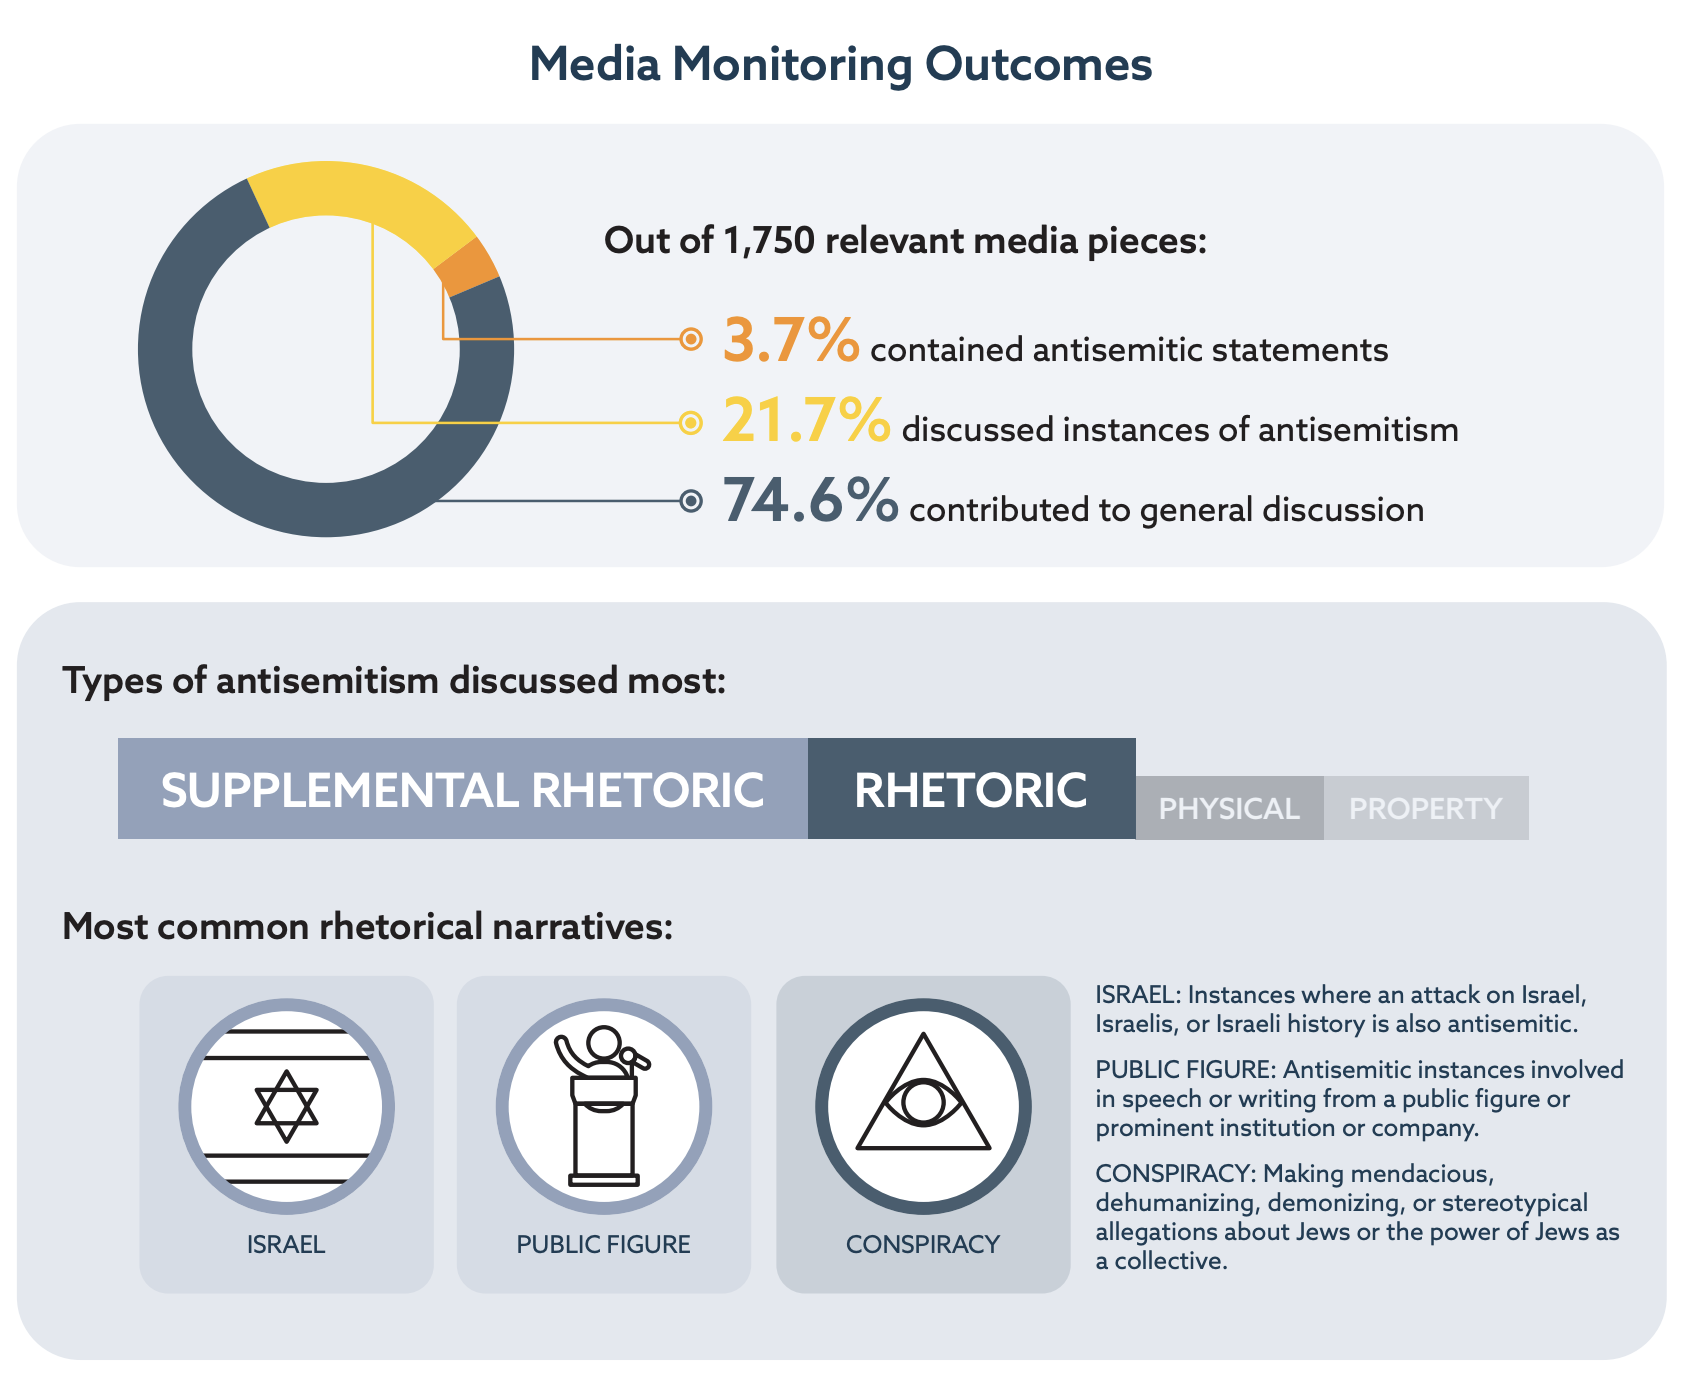 Media Monitoring Outcomes
Out of 1,750 relevant media pieces:
3.7% contained antisemitic statements
21.7% discussed instances of antisemitism
74.6% contributed to general discussion
Types of antisemitism discussed most:
SUPPLEMENTAL RHETORIC
RHETORIC
PHYSICAL
PROPERTY
Most common rhetorical narratives:
ISRAEL
PUBLIC FIGURE
CONSPIRACY
ISRAEL: Instances where an attack on Israel,
Israelis, or Israeli history is also antisemitic.
PUBLIC FIGURE: Antisemitic instances involved
in speech or writing from a public figure or
prominent institution or company.
CONSPIRACY: Making mendacious,
dehumanizing, demonizing, or stereotypical
allegations about Jews or the power of Jews as
a collective.